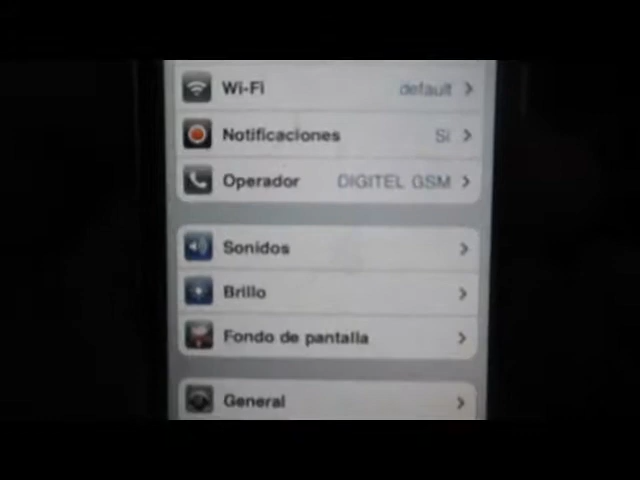 Wi-Fi default
Notificaciones Sí
Operador DIGITEL GSM
Sonidos
Brillo
Fondo de pantalla
General